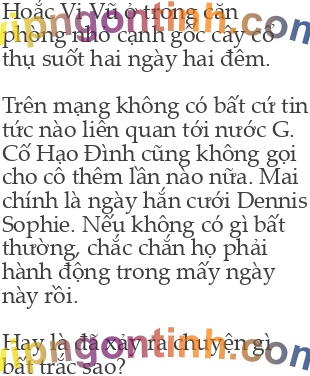 Hoắc Vi Vũ ở trong căn
phòng nhỏ cạnh gốc cây cổ
thụ suốt hai ngày hai đêm.
Trên mạng không có bất cứ tin
tức nào liên quan tới nước G.
Cố Hạo Đình cũng không gọi
cho cô thêm lần nào nữa. Mai
chính là ngày hắn cưới Dennis
Sophie. Nếu không có gì bất
thường, chắc chắn họ phải
hành động trong mấy ngày
này rồi.
Hay là đã xảy ra chuyện gì
bất trắc sao?